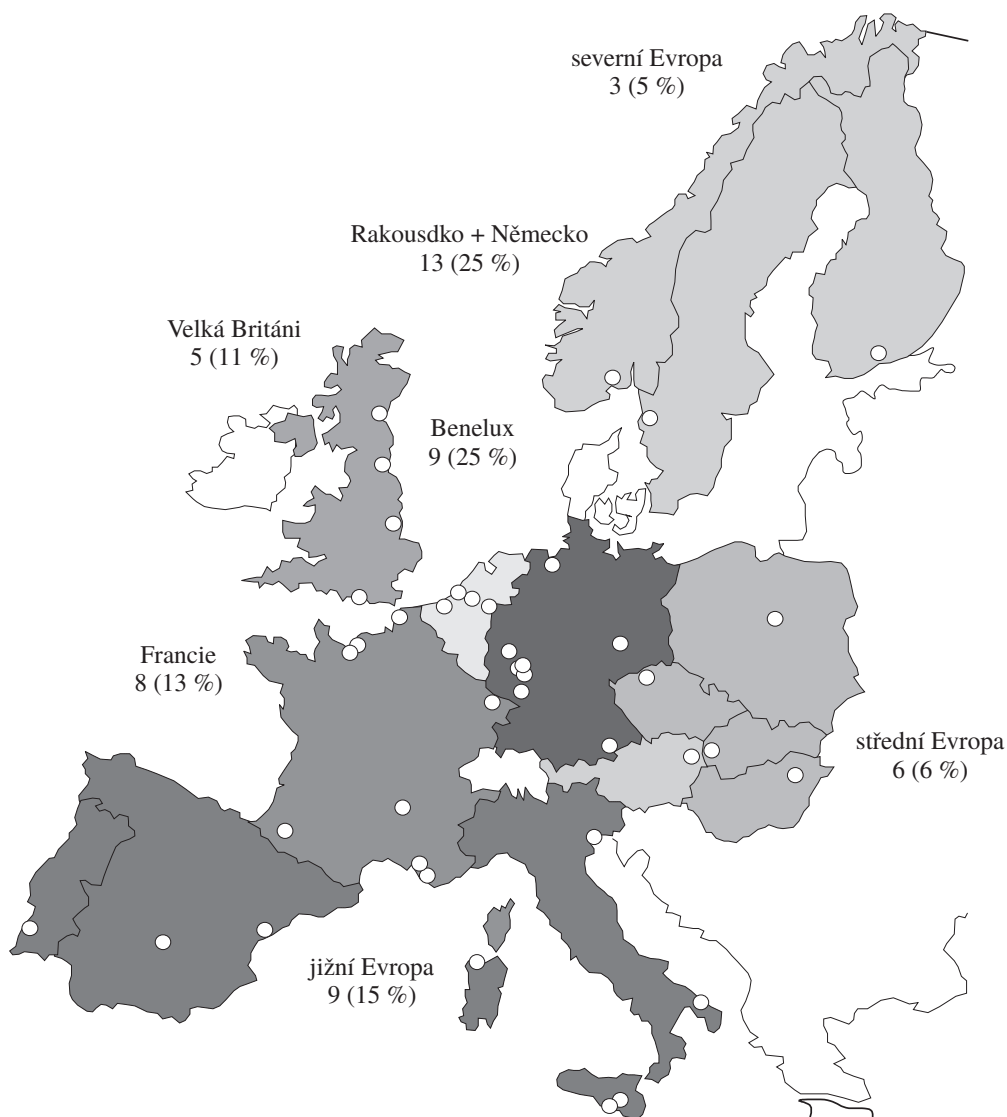 severní Evropa
3 (5 %)
Rakousdko + Německo
13 (25 %)
Velká Británi
5 (11 %)
Benelux
9 (25 %)
Francie
8 (13 %)
střední Evropa
6 (6 %)
jižní Evropa
9 (15 %)